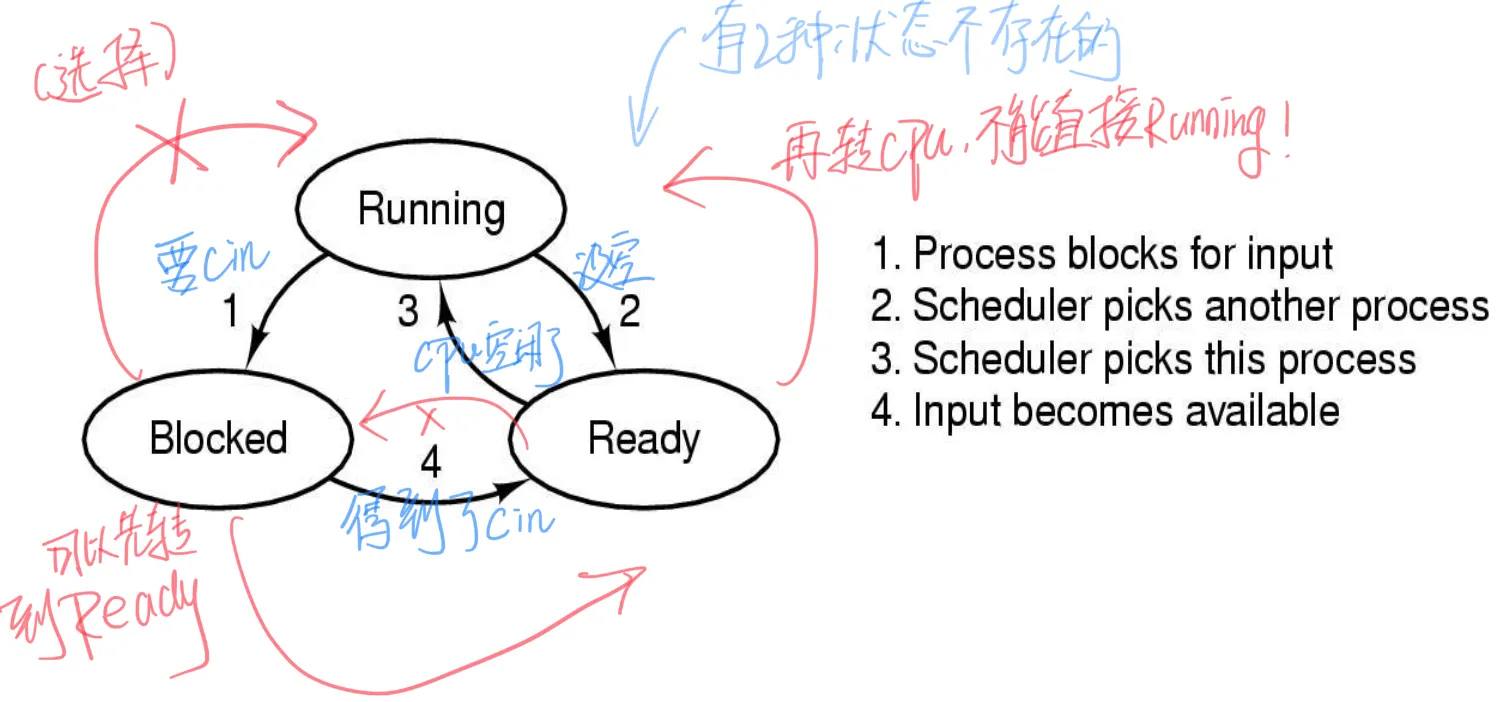 (选择)
有2种状态不存在的
再转cpu,不能直接Running!
Running
要cin
没空
1
3
2
cpu空闲了
Blocked
4
Ready
得到了cin
可以先转
到Ready
1. Process blocks for input
2. Scheduler picks another process
3. Scheduler picks this process
4. Input becomes available